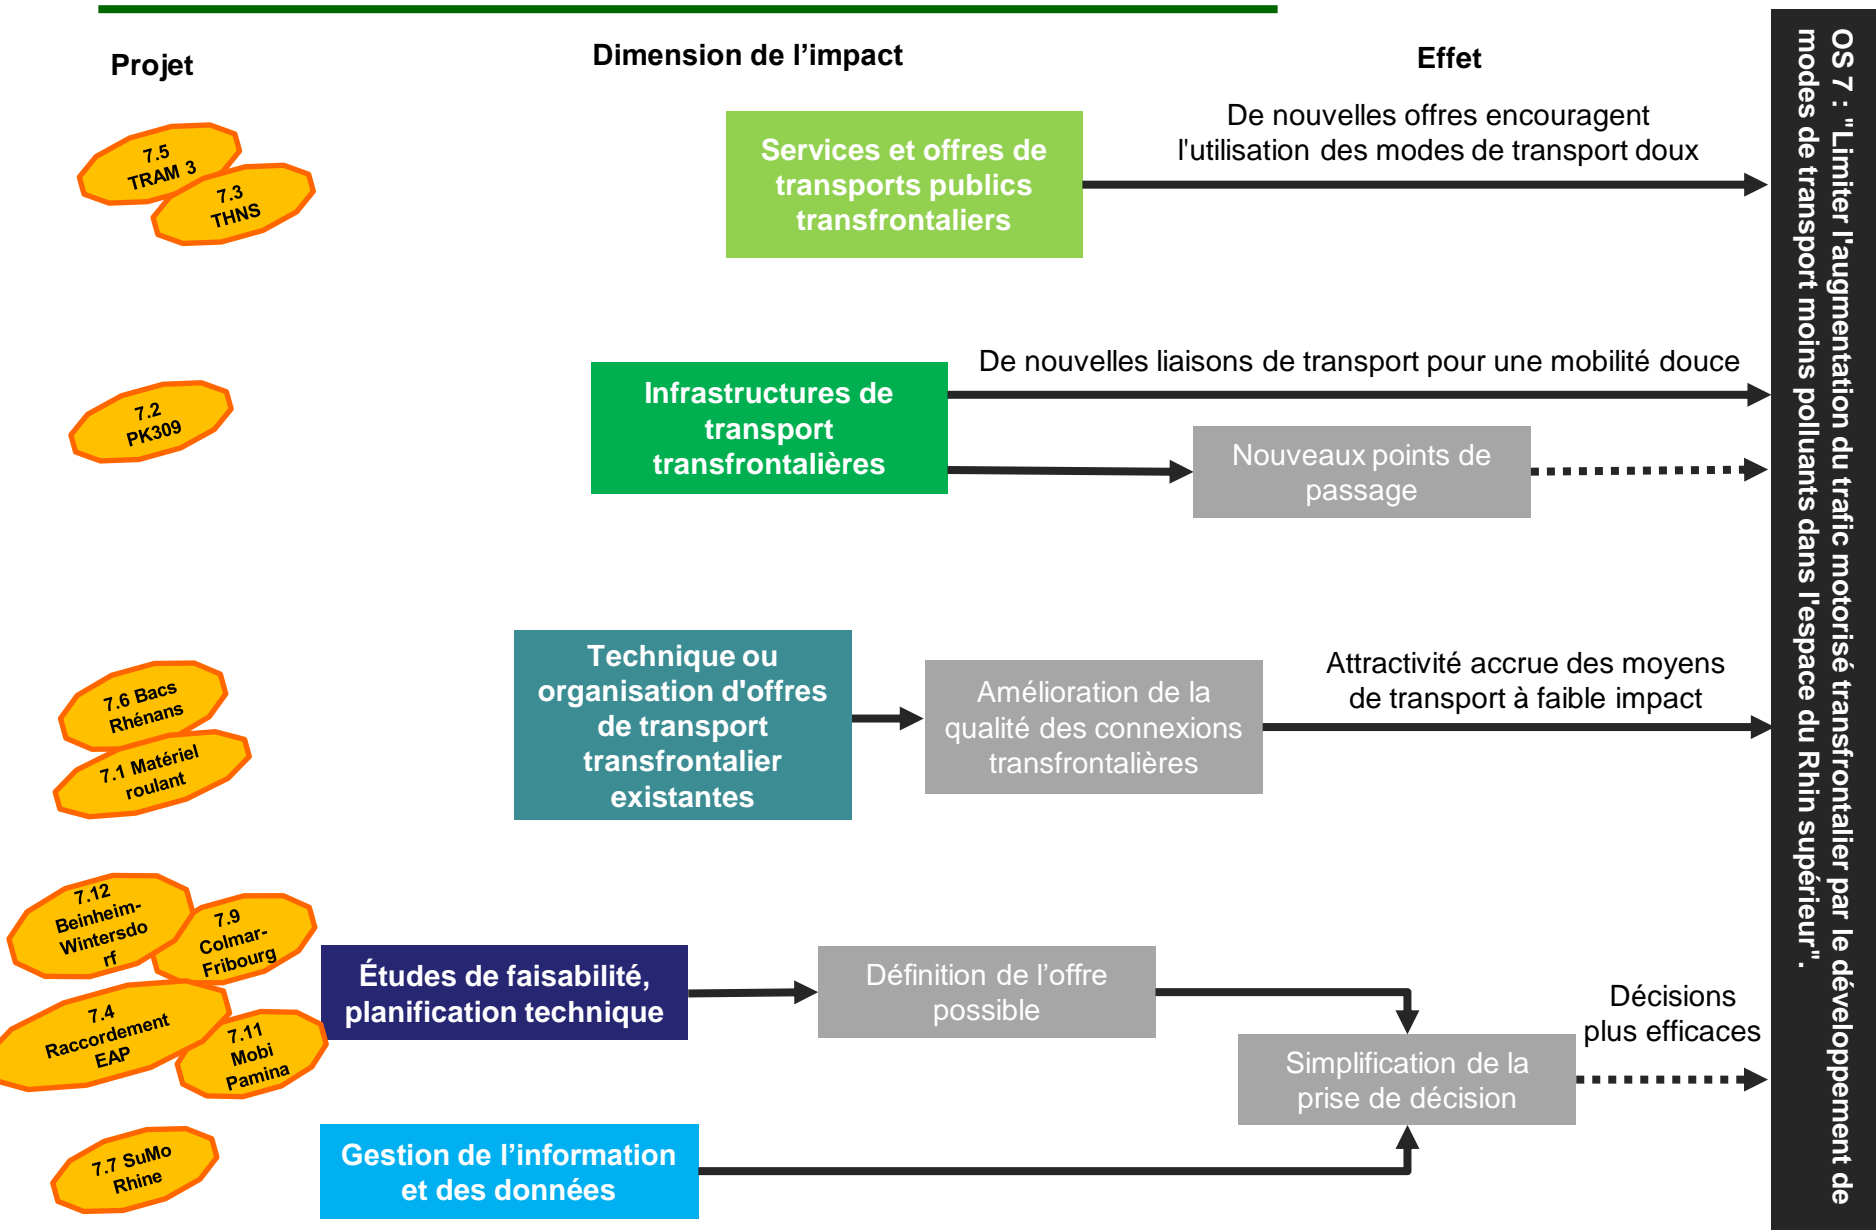 Projet
Dimension de l’impact
Effet
7.5
TRAM 3
7.3
THNS
Services et offres de
transports publics
transfrontaliers
De nouvelles offres encouragent
l'utilisation des modes de transport doux
7.2
PK309
Infrastructures de
transport
transfrontalières
De nouvelles liaisons de transport pour une mobilité douce
Nouveaux points de
passage
7.6 Bacs
Rhénans
7.1 Matériel
roulant
Technique ou
organisation d'offres
de transport
transfrontalier
existantes
Amélioration de la
qualité des connexions
transfrontalières
Attractivité accrue des moyens
de transport à faible impact
7.12
Beinheim-
Wintersdo
rf
7.9
Colmar-
Fribourg
7.4
Raccordement
EAP
7.11
Mobi
Pamina
Études de faisabilité,
planification technique
Définition de l’offre
possible
Simplification de la
prise de décision
Décisions
plus efficaces
7.7 SuMo
Rhine
Gestion de l’information
et des données
OS 7 : "Limiter l'augmentation du trafic motorisé transfrontalier par le développement de
modes de transport moins polluants dans l'espace du Rhin supérieur".